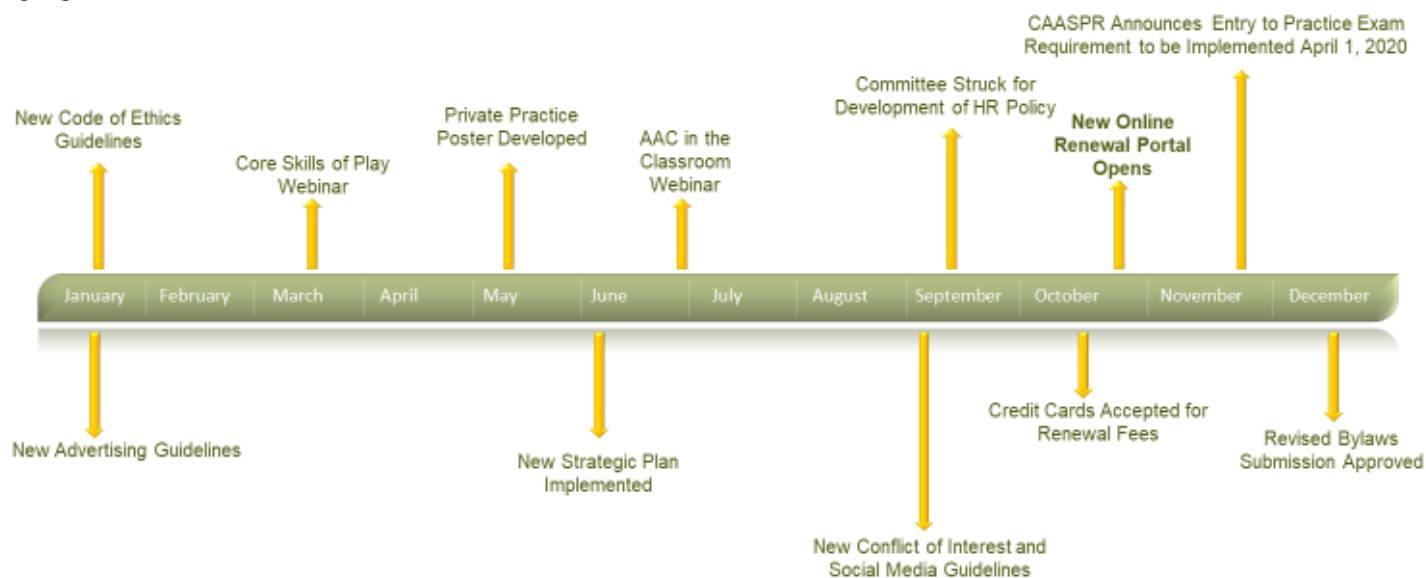 CAASPR Announces Entry to Practice Exam
Requirement to be Implemented April 1, 2020
Committee Struck for
Development of HR Policy
New Code of Ethics
Guidelines
Private Practice
Poster Developed
New Online
Renewal Portal
Opens
AAC in the
Classroom
Webinar
Core Skills of Play
Webinar
January
February
March
April
May
June
July
August
September
October
November
December
New Advertising Guidelines
New Strategic Plan
Implemented
Credit Cards Accepted for
Renewal Fees
Revised Bylaws
Submission Approved
New Conflict of Interest and
Social Media Guidelines